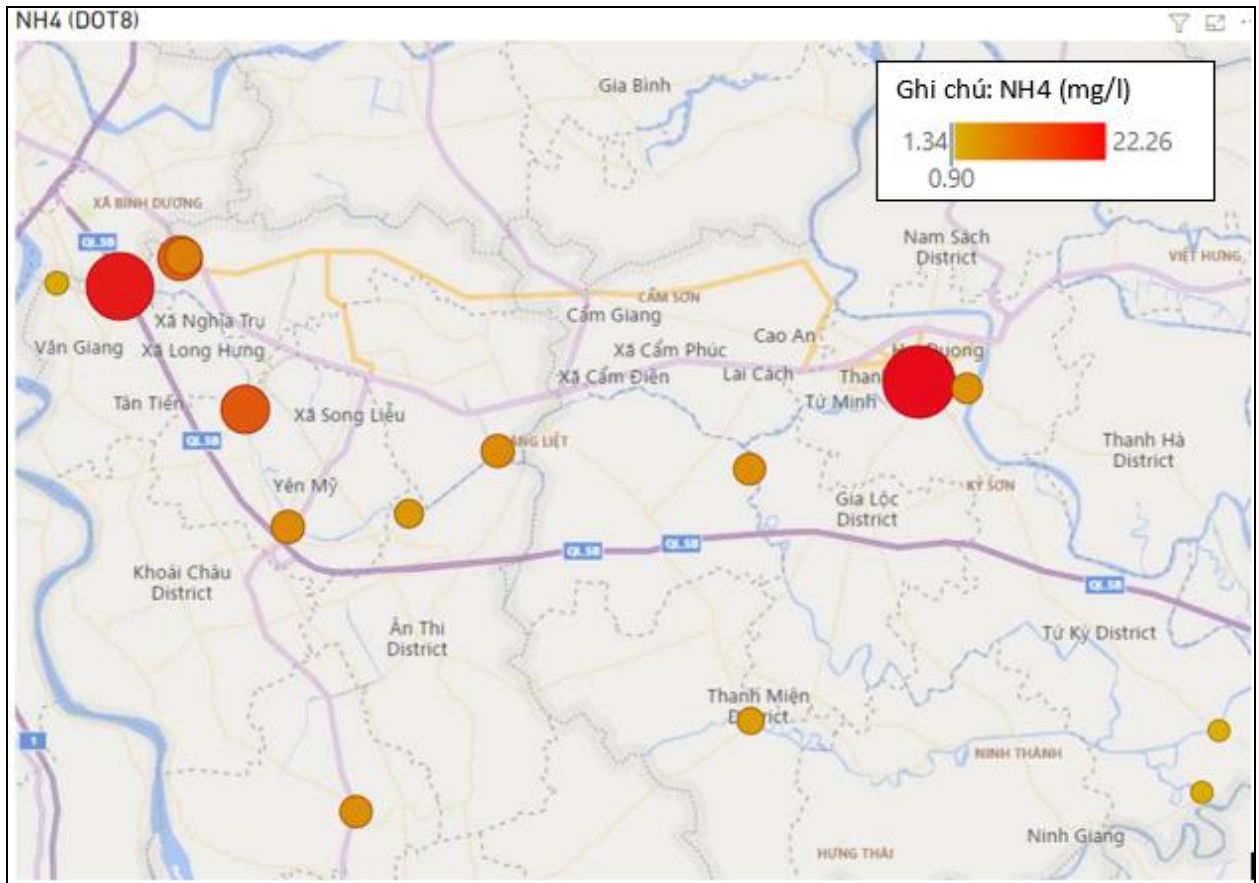 NH4 (DOT8)
Gia Bình
Ghi chú: NH4 (mg/l)
1.34
22.26
0.90
XÃ BÌNH DƯƠNG
QL5B
Nam Sách
District
VIỆT HƯNG
CẨM SƠN
Cẩm Giang
Xã Nghĩa Trụ
Văn Giang
Xã Long Hưng
Cao An
Xã Cẩm Phúc
Xã Cẩm Điền
Lai Cách
Tứ Minh
Tân Tiến
Xã Song Liễu
QL5B
Thanh Hà
District
Yên Mỹ
KỲ SƠN
Gia Lộc
District
QL5B
QL5B
QL5B
Khoái Châu
District
Ân Thi
District
Tứ Kỳ District
Thanh Miện
1
NINH THÀNH
Ninh Giang
HƯNG THÁI